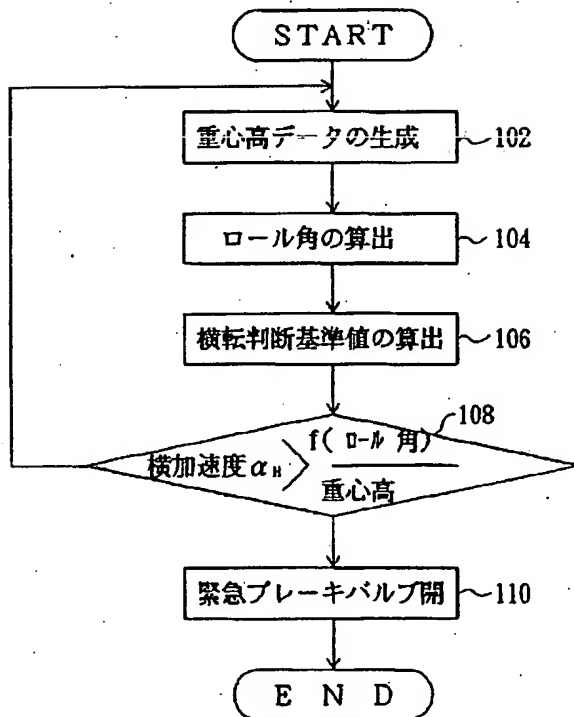 START
重心高データの生成 ~102
ロール角の算出 ~104
横転判断基準値の算出 ~106
108
f( ロール 角)
横加速度αH >
重心高
緊急ブレーキバルブ開 ~110
E N D